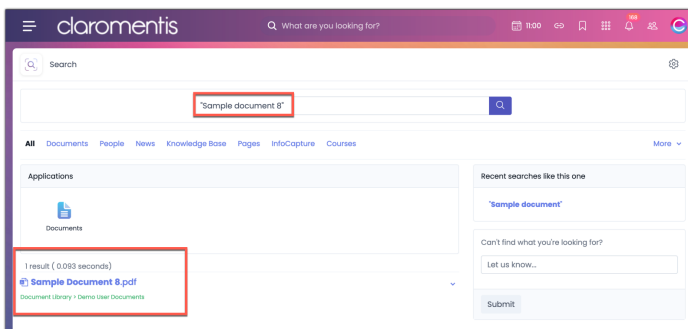 claromentis
What are you looking for?
11:00
168
Search
"Sample document 8"
All Documents People News Knowledge Base Pages InfoCapture Courses More
Applications
Documents
Recent searches like this one
"Sample document"
Can't find what you're looking for?
Let us know...
Submit
1 result ( 0.093 seconds)
Sample Document 8.pdf
Document Library > Demo User Documents